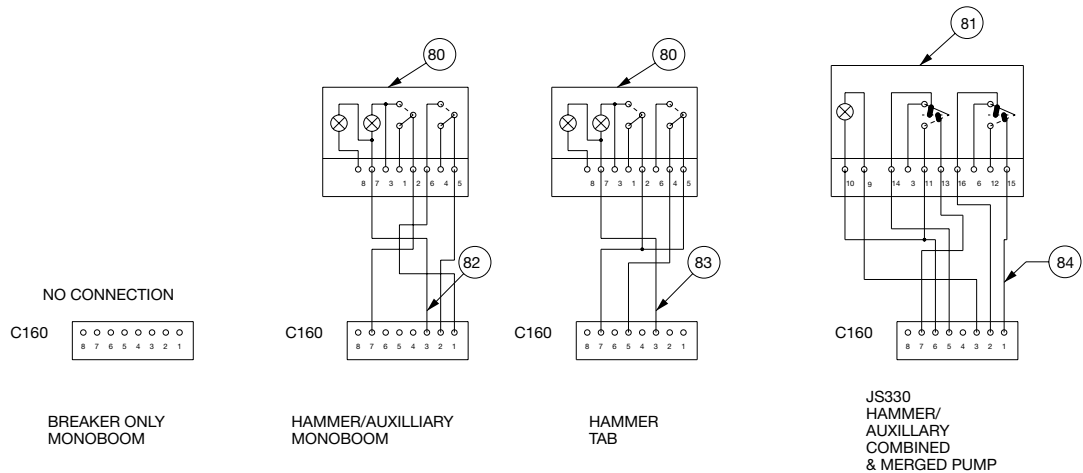 81
80
80
8 7 3 1 2 6 4 5
8 7 3 1 2 6 4 5
10 9 14 3 11 13 16 6 12 15
82
83
84
NO CONNECTION
C160
8 7 6 5 4 3 2 1
C160
8 7 6 5 4 3 2 1
C160
8 7 6 5 4 3 2 1
C160
8 7 6 5 4 3 2 1
BREAKER ONLY
MONOBOOM
HAMMER/AUXILLIARY
MONOBOOM
HAMMER
TAB
JS330
HAMMER/
AUXILLARY
COMBINED
& MERGED PUMP